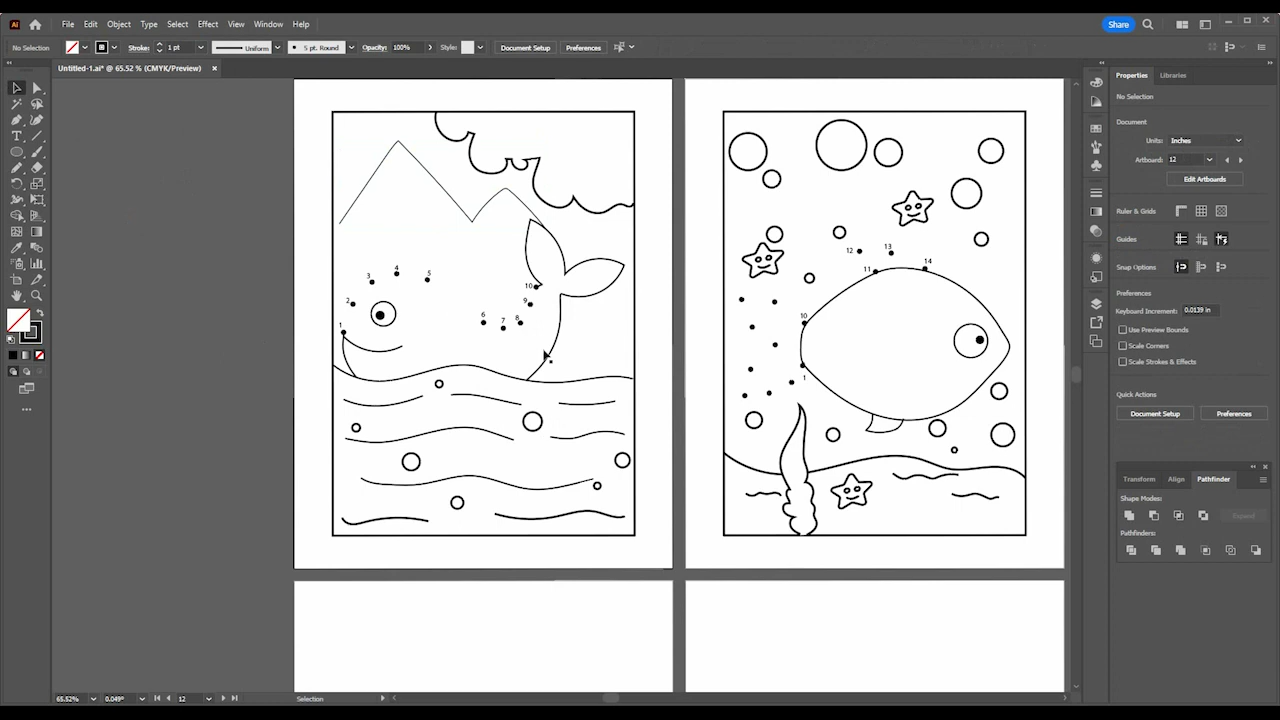 Ai File Edit Object Type Select Effect View Window Help Share
No Selection Stroke: 1 pt Uniform 5 pt. Round Opacity: 100% Style: Document Setup Preferences
Untitled-1.ai* @ 65.52 % (CMYK/Preview)
Properties Libraries
No Selection
Document
Units: Inches
Artboard: 12
Edit Artboards
Ruler & Grids
Guides
Snap Options
Preferences
Keyboard Increment: 0.0139 in
Use Preview Bounds
Scale Corners
Scale Strokes & Effects
Quick Actions
Document Setup Preferences
Transform Align Pathfinder
Shape Modes:
Expand
Pathfinders:
1
2
3
4
5
6
7
8
9
10
12
13
14
11
10
1
65.52% 0.049° 12 Selection